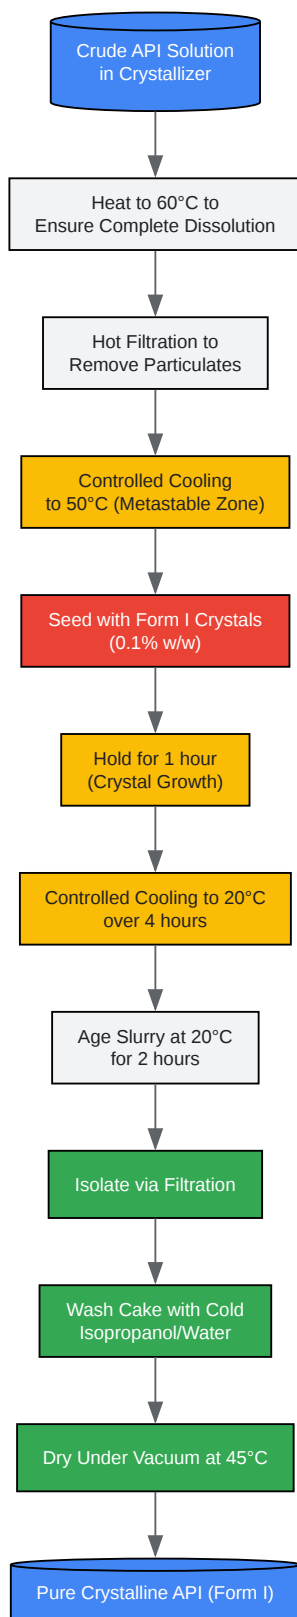 Crude API Solution
in Crystallizer
Heat to 60°C to
Ensure Complete Dissolution
Hot Filtration to
Remove Particulates
Controlled Cooling
to 50°C (Metastable Zone)
Seed with Form I Crystals
(0.1% w/w)
Hold for 1 hour
(Crystal Growth)
Controlled Cooling to 20°C
over 4 hours
Age Slurry at 20°C
for 2 hours
Isolate via Filtration
Wash Cake with Cold
Isopropanol/Water
Dry Under Vacuum at 45°C
Pure Crystalline API (Form I)